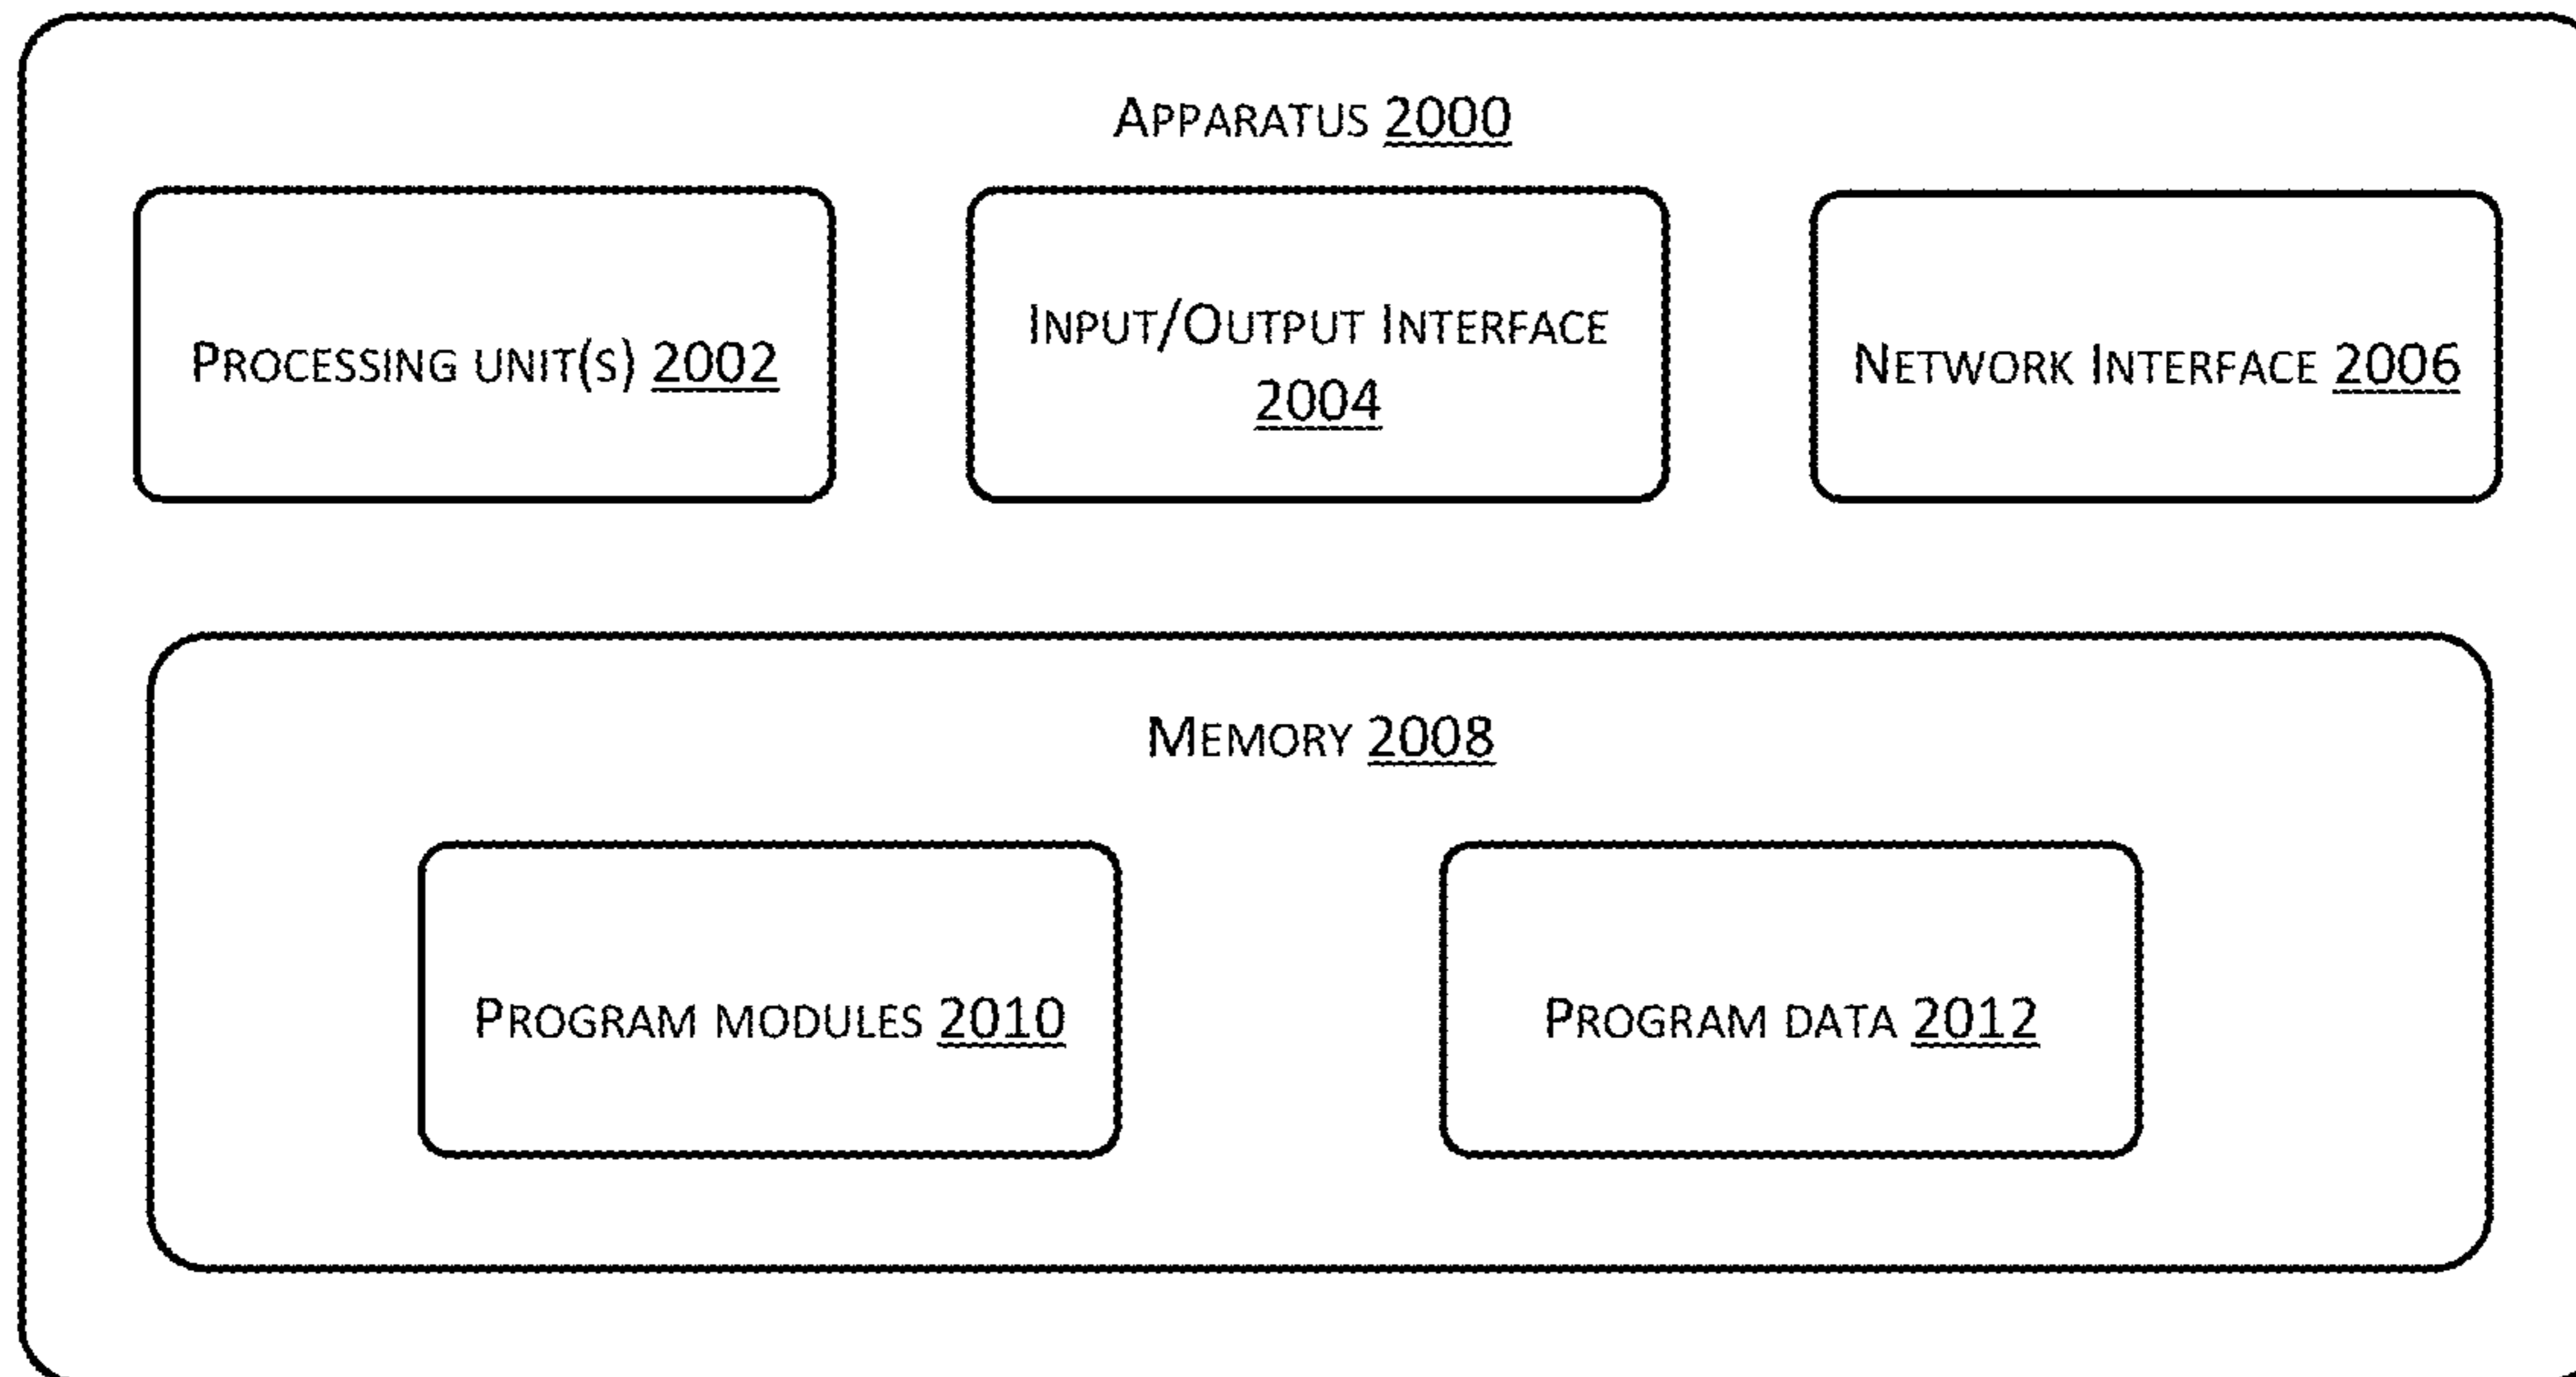 Apparatus 2000
Processing unit(s) 2002
Input/Output Interface
2004
Network Interface 2006
Memory 2008
Program modules 2010
Program data 2012